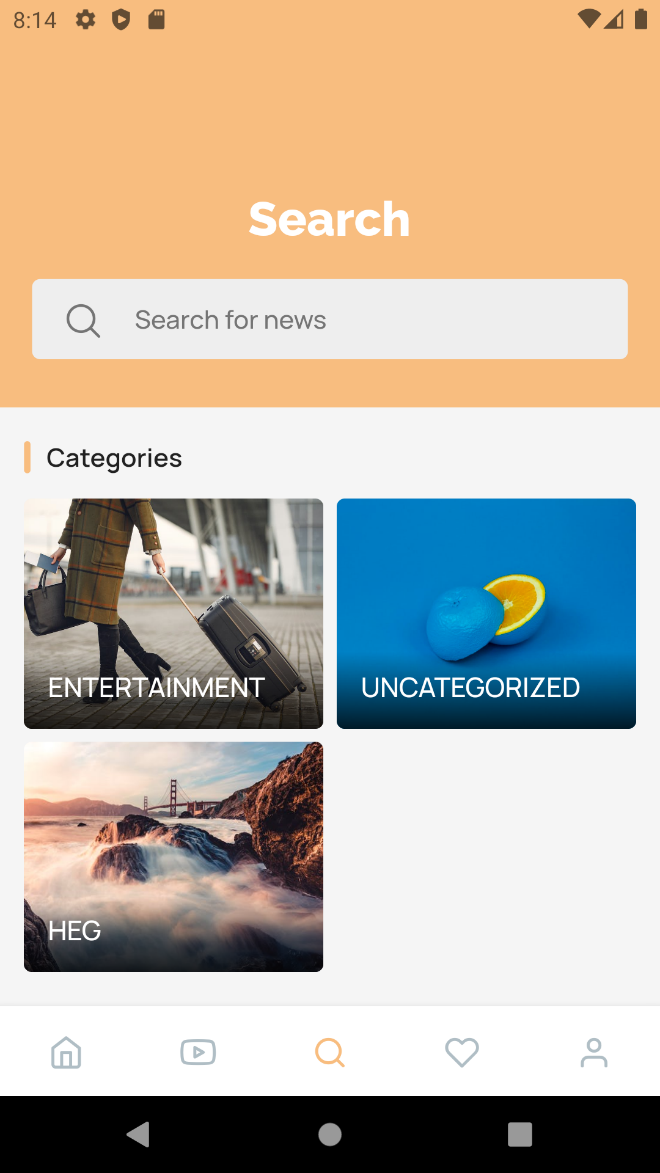 8:14
Search
Search for news
Categories
ENTERTAINMENT
UNCATEGORIZED
HEG